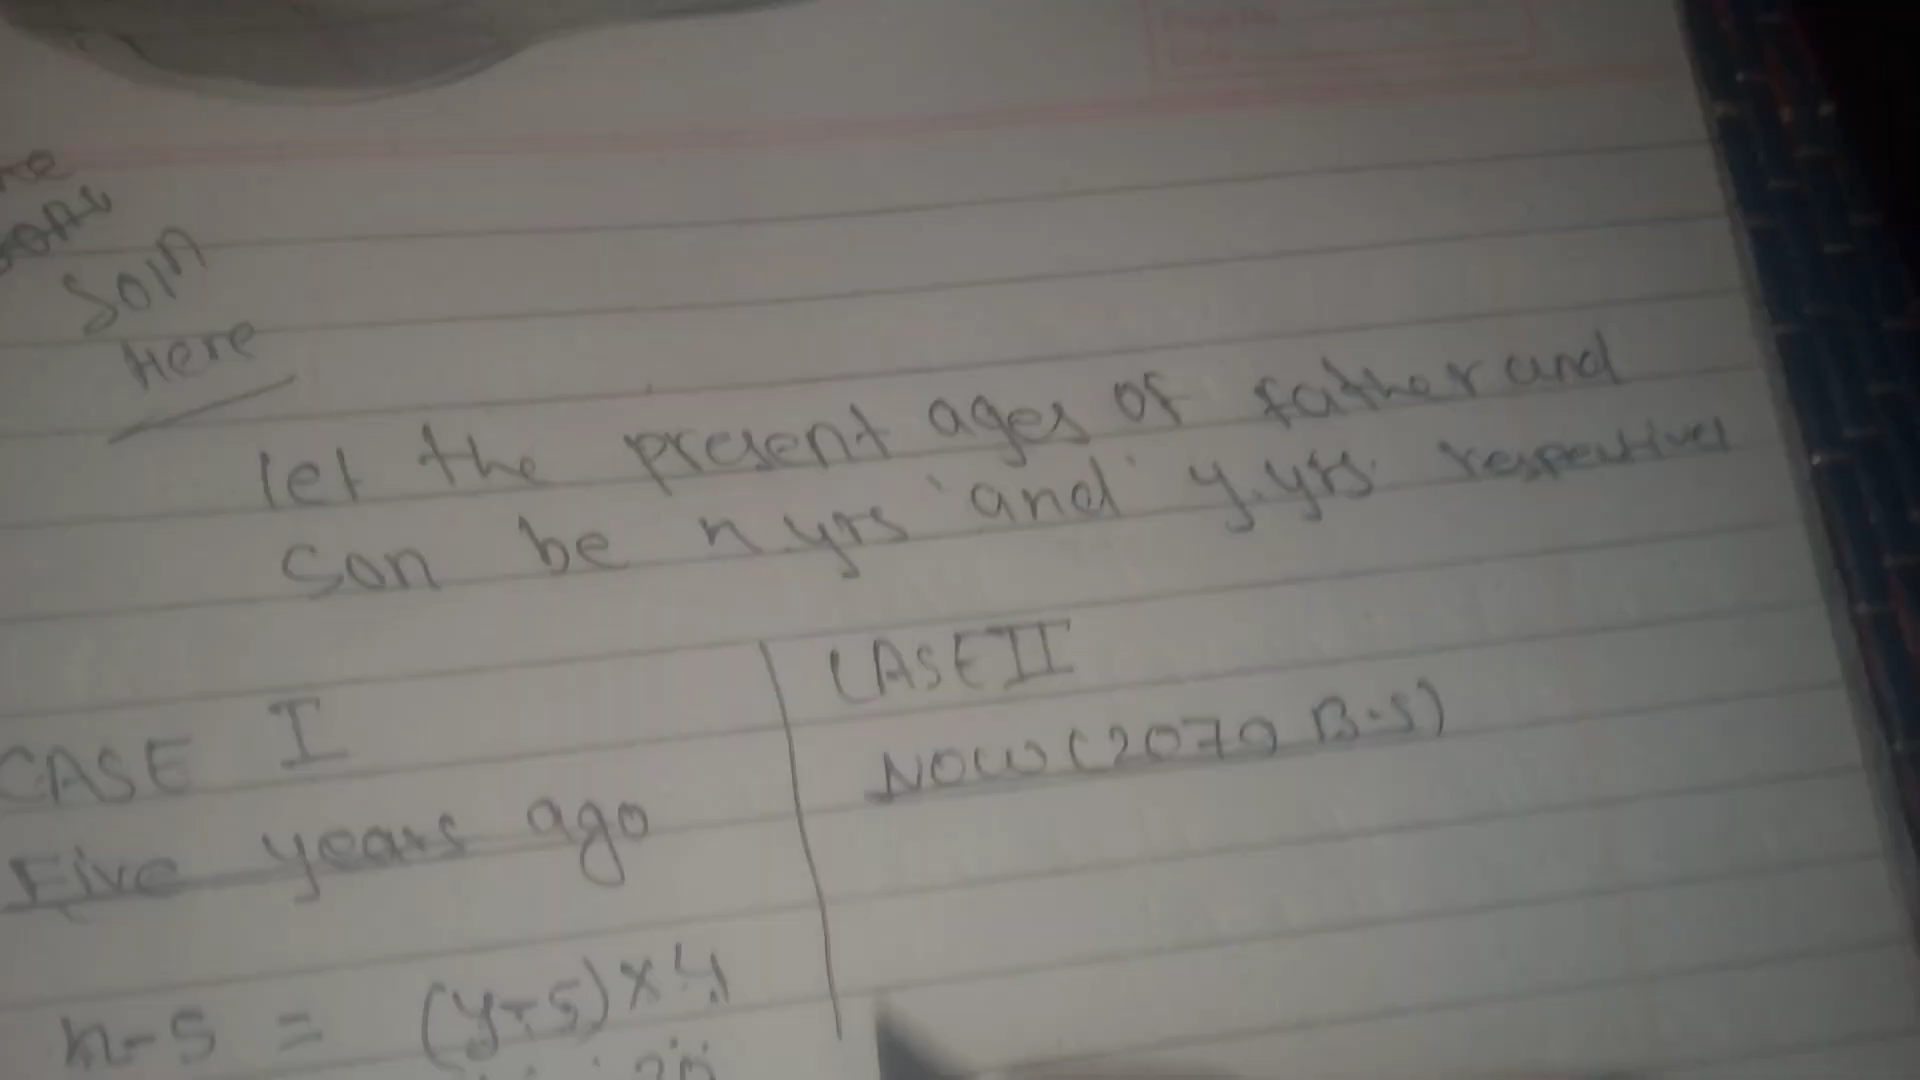 Soln
Here
let the present ages of father and
Son be n yrs and y.yrs. respectivel
CASE I
Five years ago
n-5 = (y-5)×4
CASE II
NOW (2079 B.S)